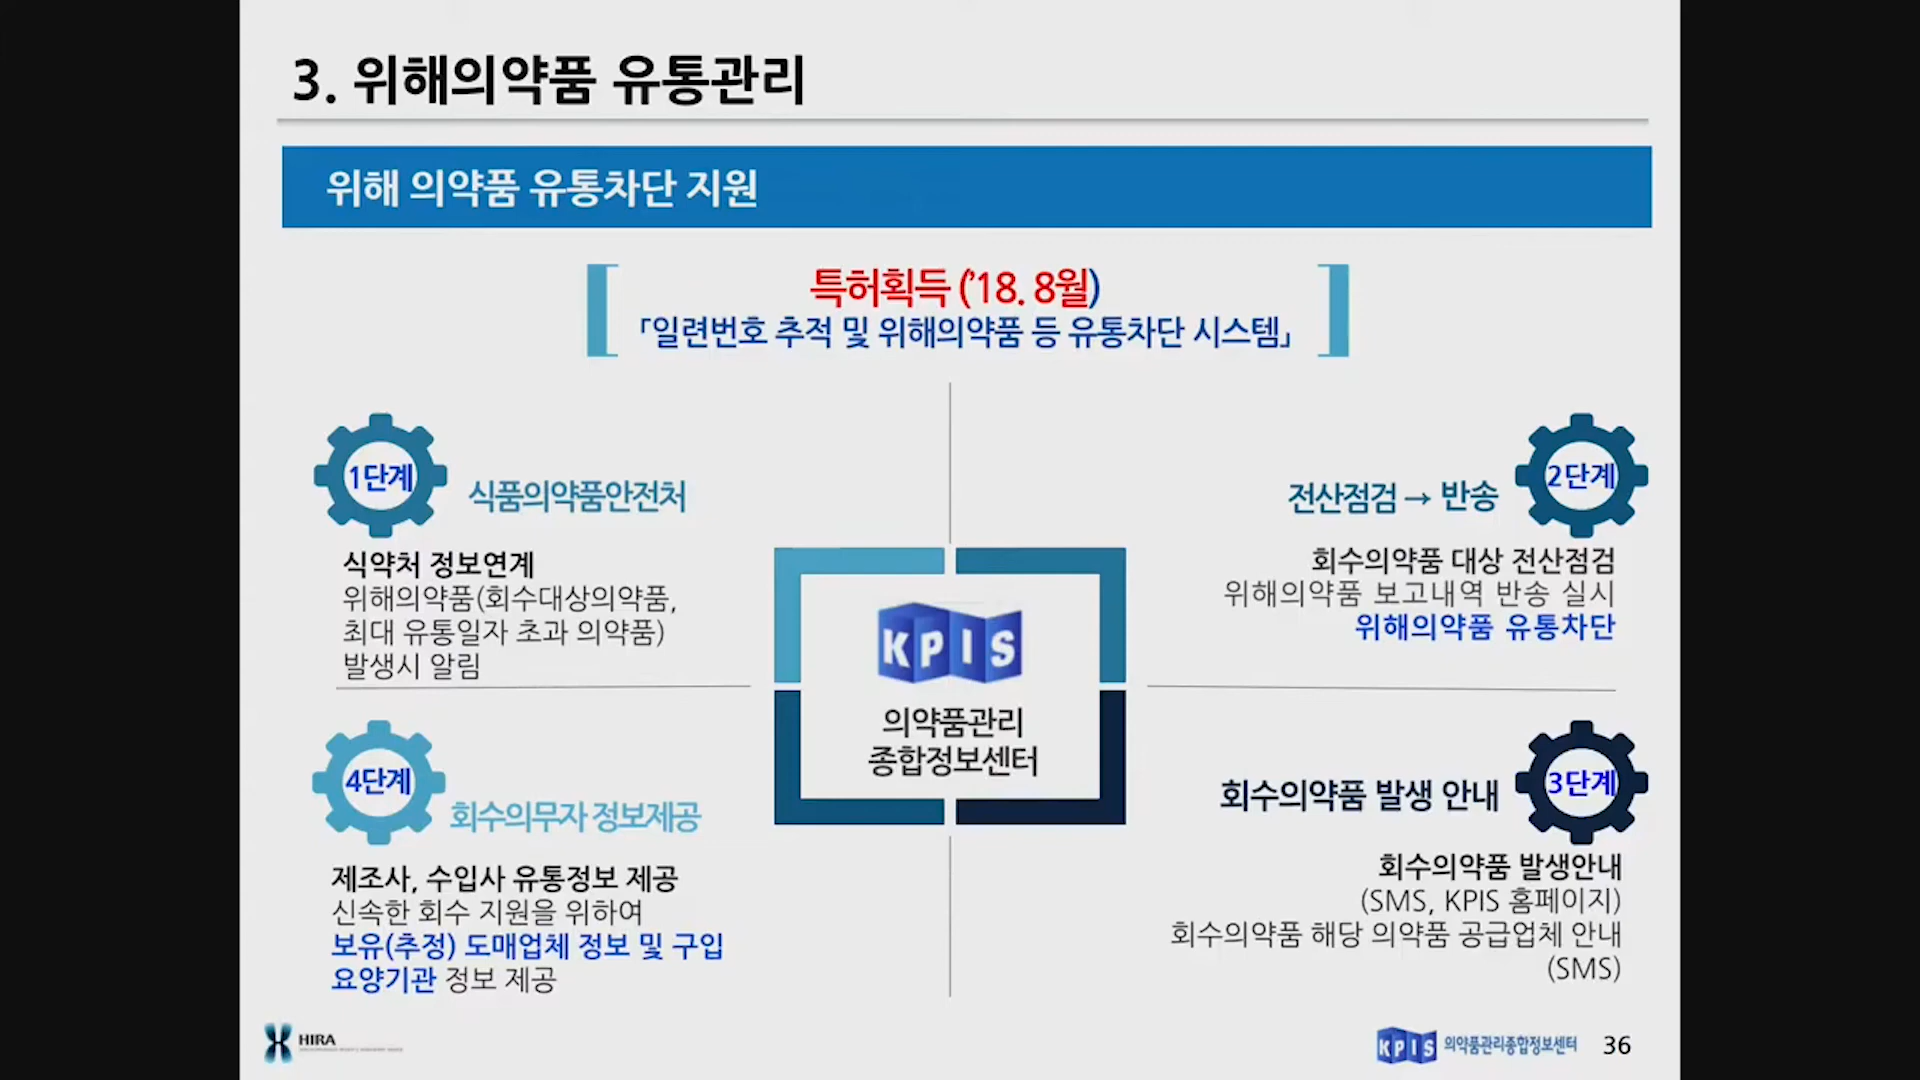 3. 위해의약품 유통관리
위해 의약품 유통차단 지원
특허획득 ('18. 8월)
「일련번호 추적 및 위해의약품 등 유통차단 시스템」
1단계
식품의약품안전처
식약처 정보연계
위해의약품(회수대상의약품,
최대 유통일자 초과 의약품)
발생시 알림
전산점검 → 반송
2단계
회수의약품 대상 전산점검
위해의약품 보고내역 반송 실시
위해의약품 유통차단
KPIS
의약품관리
종합정보센터
회수의약품 발생 안내
3단계
회수의약품 발생안내
(SMS, KPIS 홈페이지)
회수의약품 해당 의약품 공급업체 안내
(SMS)
4단계
회수의무자 정보제공
제조사, 수입사 유통정보 제공
신속한 회수 지원을 위하여
보유(추정) 도매업체 정보 및 구입
요양기관 정보 제공
HIRA
KPIS 의약품관리종합정보센터
36